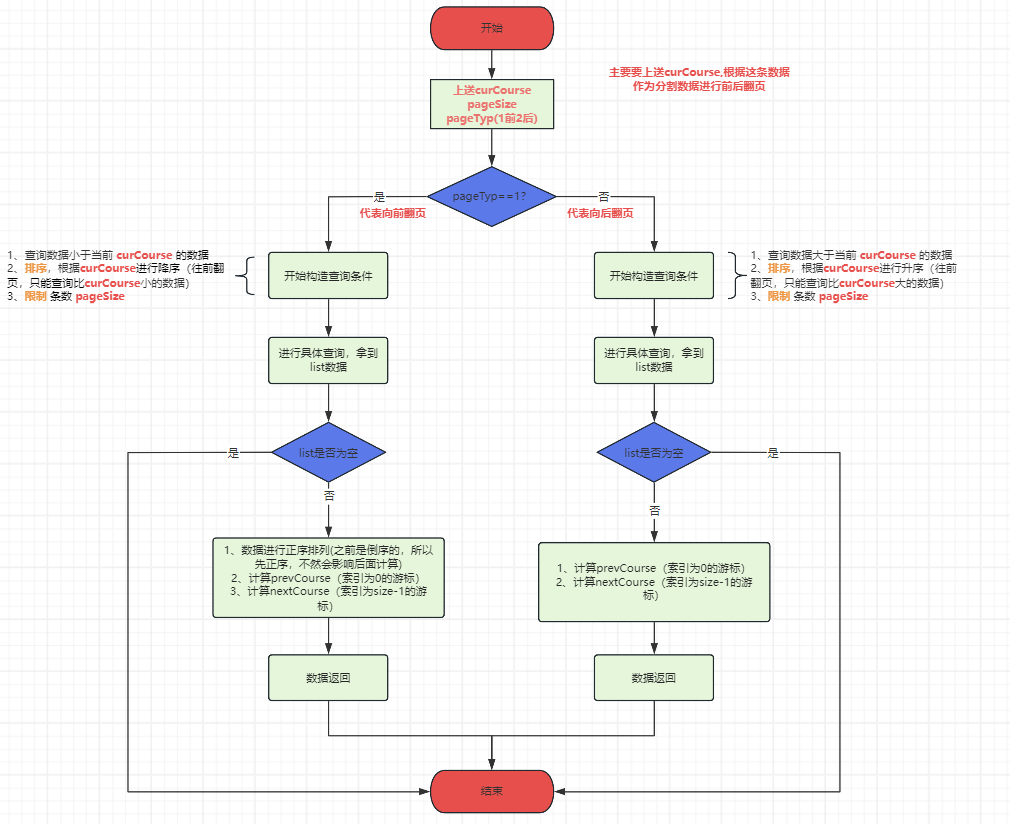 开始
主要要上送curCourse,根据这条数据
作为分割数据进行前后翻页
上送curCourse
pageSize
pageTyp(1前2后)
pageTyp==1?
是
否
代表向前翻页
代表向后翻页
1、查询数据小于当前 curCourse 的数据
2、排序，根据curCourse进行降序（往前翻
页，只能查询比curCourse小的数据）
3、限制 条数 pageSize
开始构造查询条件
开始构造查询条件
1、查询数据大于当前 curCourse 的数据
2、排序，根据curCourse进行升序（往前
翻页，只能查询比curCourse大的数据）
3、限制 条数 pageSize
进行具体查询，拿到
list数据
进行具体查询，拿到
list数据
是
list是否为空
list是否为空
是
否
否
1、数据进行正序排列(之前是倒序的，所以
先正序，不然会影响后面计算)
2、计算prevCourse（索引为0的游标）
3、计算nextCourse（索引为size-1的游
标）
1、计算prevCourse（索引为0的游标）
2、计算nextCourse（索引为size-1的游标
）
数据返回
数据返回
结束